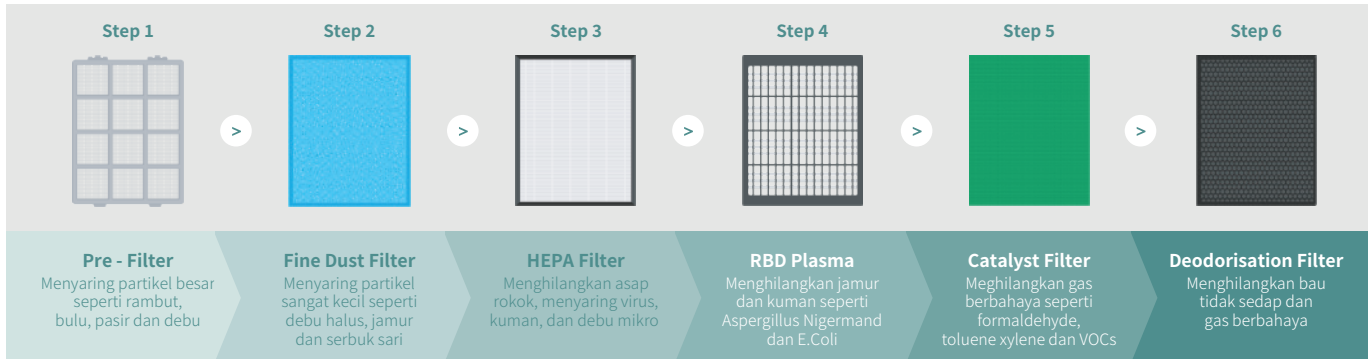 Step 1
Step 2
Step 3
Step 4
Step 5
Step 6
>
>
>
>
>
Pre - Filter
Menyaring partikel besar
seperti rambut,
bulu, pasir dan debu
Fine Dust Filter
Menyaring partikel
sangat kecil seperti
debu halus, jamur
dan serbuk sari
HEPA Filter
Menghilangkan asap
rokok, menyaring virus,
kuman, dan debu mikro
RBD Plasma
Menghilangkan jamur
dan kuman seperti
Aspergillus Nigermand
dan E.Coli
Catalyst Filter
Meghilangkan gas
berbahaya seperti
formaldehyde,
toluene xylene dan VOCs
Deodorisation Filter
Menghilangkan bau
tidak sedap dan
gas berbahaya